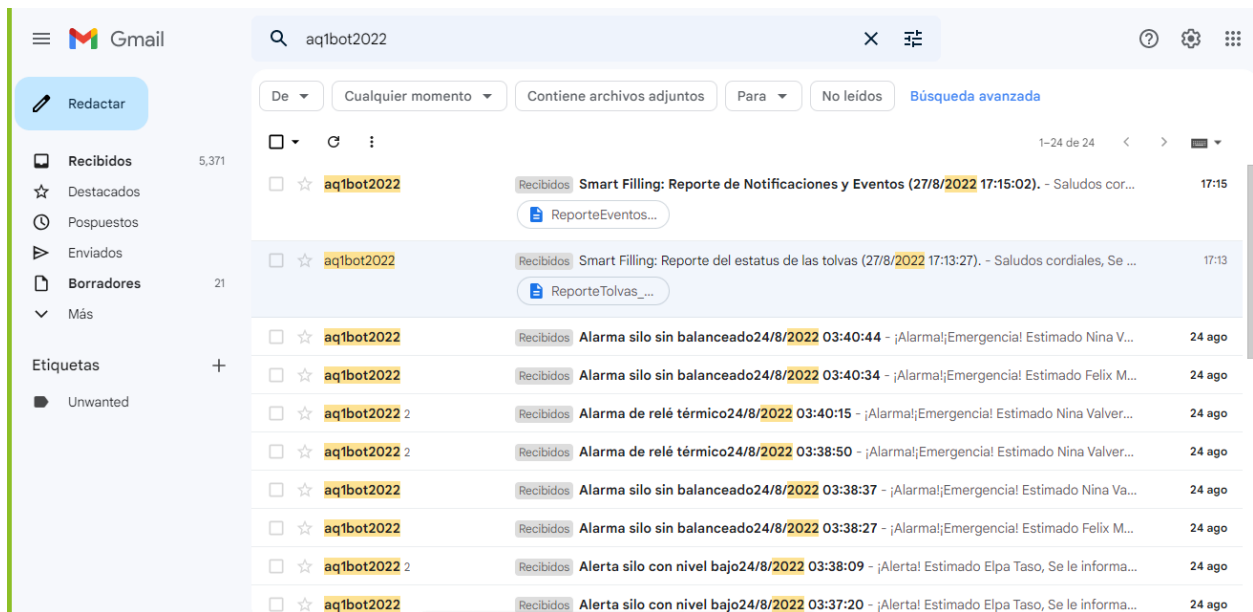 Gmail
aq1bot2022
Redactar
De
Cualquier momento
Contiene archivos adjuntos
Para
No leídos
Búsqueda avanzada
1–24 de 24
Recibidos 5,371
Destacados
Pospuestos
Enviados
Borradores 21
Más
Etiquetas
Unwanted
aq1bot2022 Recibidos Smart Filling: Reporte de Notificaciones y Eventos (27/8/2022 17:15:02). - Saludos cor... 17:15
ReporteEventos...
aq1bot2022 Recibidos Smart Filling: Reporte del estatus de las tolvas (27/8/2022 17:13:27). - Saludos cordiales, Se ... 17:13
ReporteTolvas_...
aq1bot2022 Recibidos Alarma silo sin balanceado24/8/2022 03:40:44 - ¡Alarma!¡Emergencia! Estimado Nina V... 24 ago
aq1bot2022 Recibidos Alarma silo sin balanceado24/8/2022 03:40:34 - ¡Alarma!¡Emergencia! Estimado Felix M... 24 ago
aq1bot2022 2 Recibidos Alarma de relé térmico24/8/2022 03:40:15 - ¡Alarma!¡Emergencia! Estimado Nina Valver... 24 ago
aq1bot2022 2 Recibidos Alarma de relé térmico24/8/2022 03:38:50 - ¡Alarma!¡Emergencia! Estimado Nina Valver... 24 ago
aq1bot2022 Recibidos Alarma silo sin balanceado24/8/2022 03:38:37 - ¡Alarma!¡Emergencia! Estimado Nina Va... 24 ago
aq1bot2022 Recibidos Alarma silo sin balanceado24/8/2022 03:38:27 - ¡Alarma!¡Emergencia! Estimado Felix M... 24 ago
aq1bot2022 2 Recibidos Alerta silo con nivel bajo24/8/2022 03:38:09 - ¡Alerta! Estimado Elpa Taso, Se le informa... 24 ago
aq1bot2022 Recibidos Alerta silo con nivel bajo24/8/2022 03:37:20 - ¡Alerta! Estimado Elpa Taso, Se le informa... 24 ago